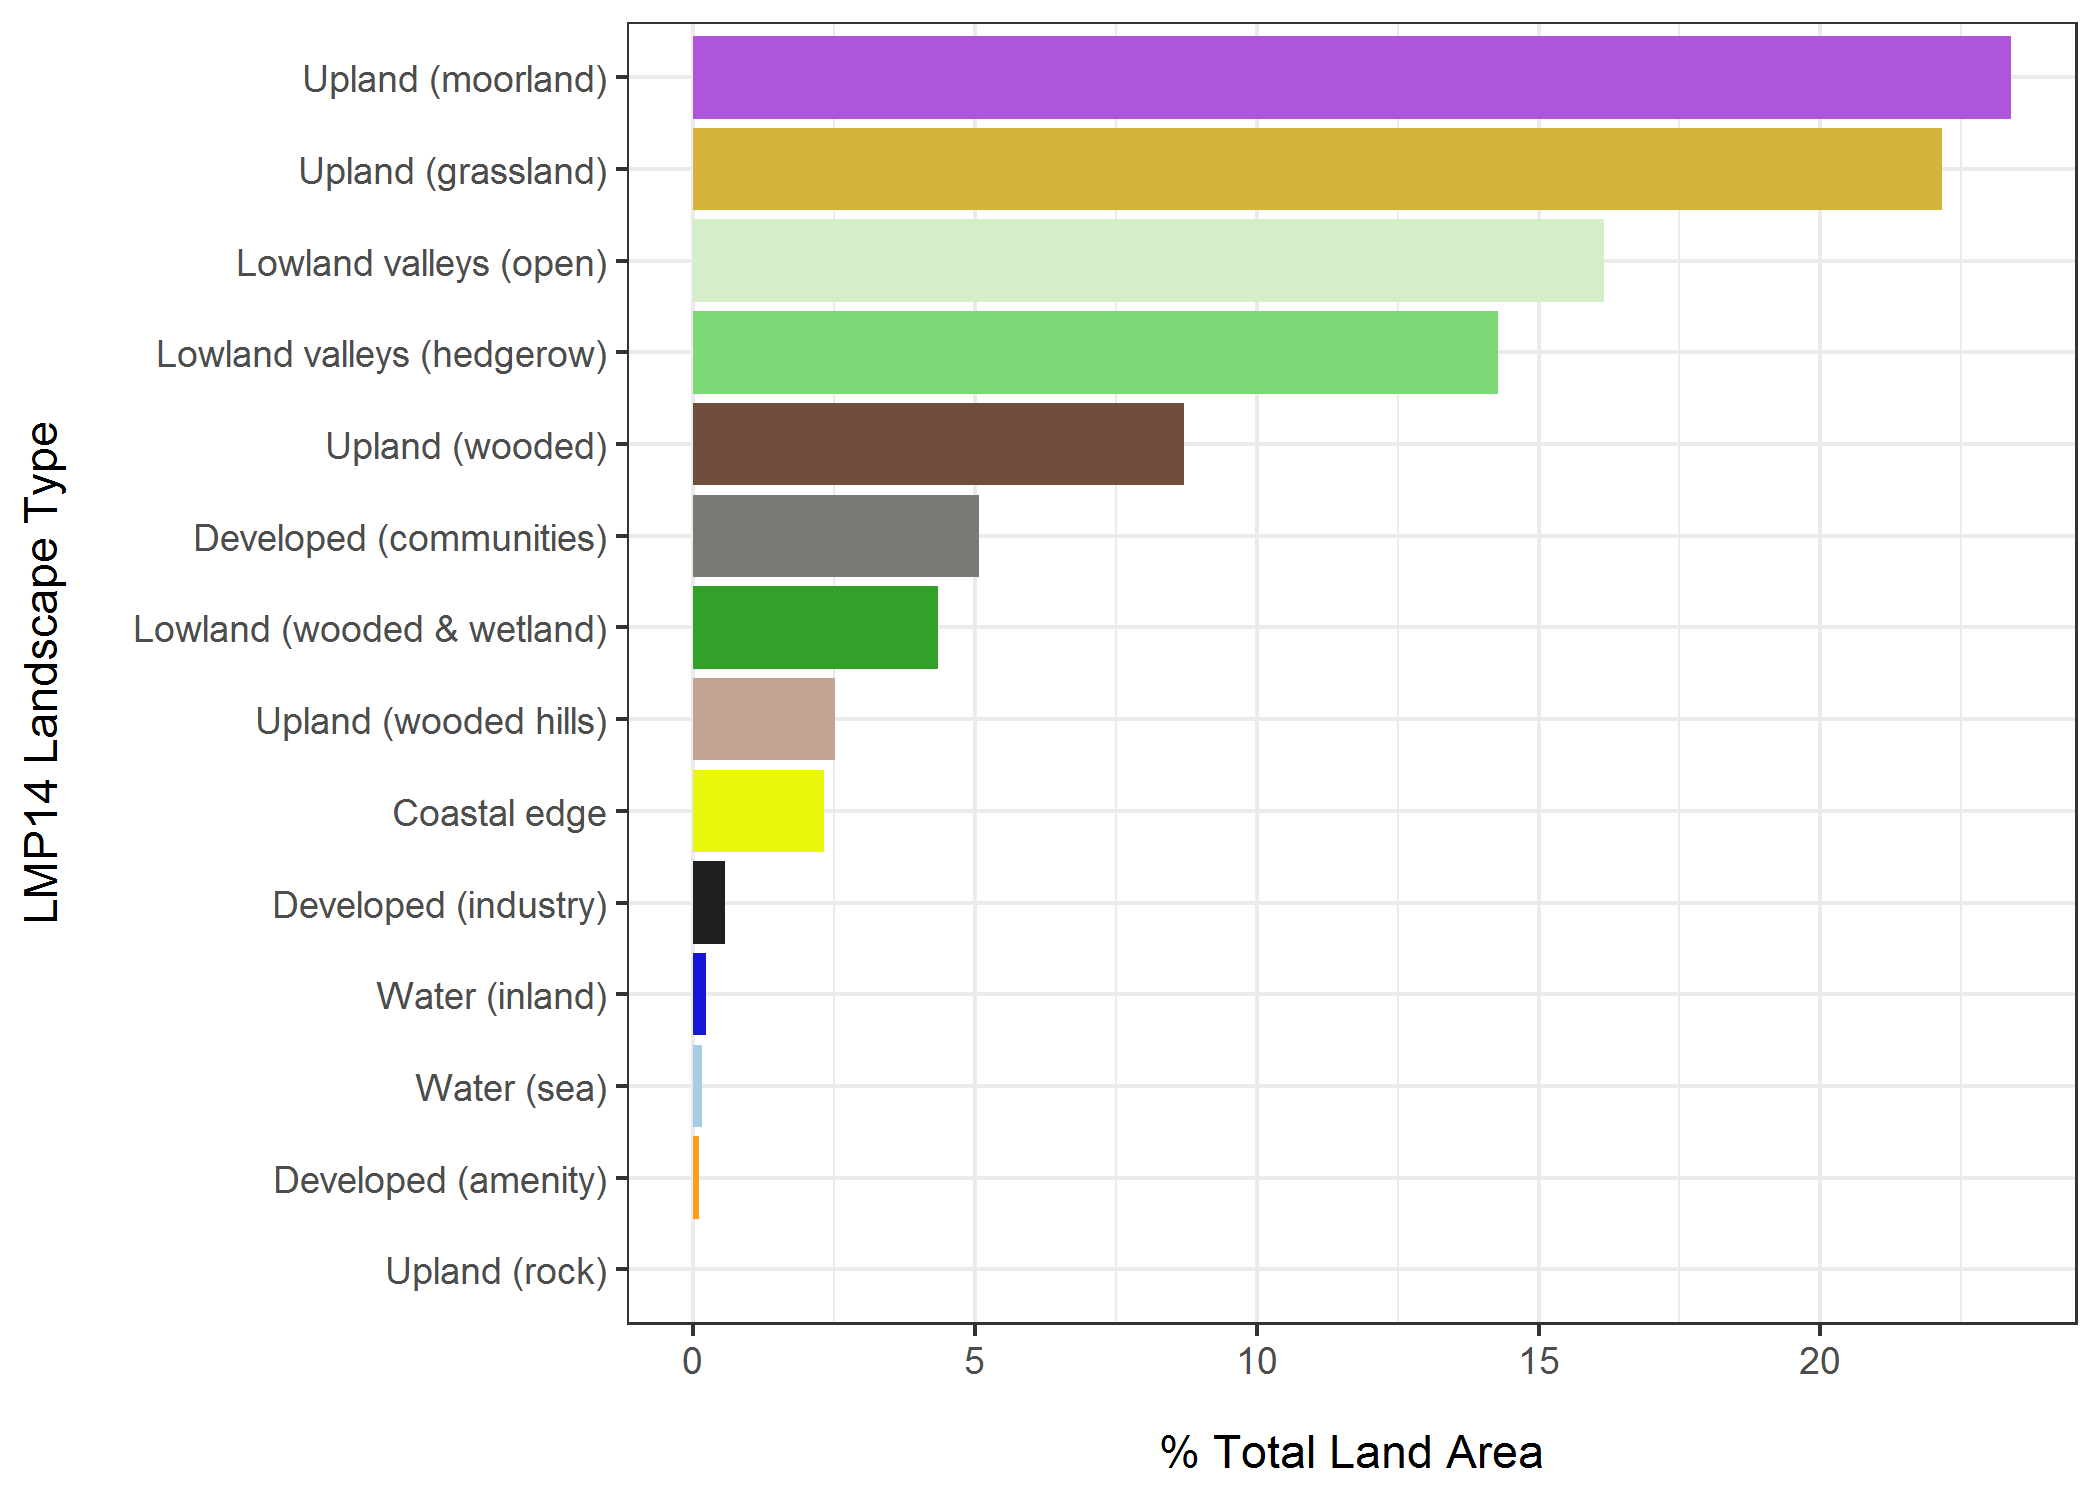 LMP14 Landscape Type
Upland (moorland)
Upland (grassland)
Lowland valleys (open)
Lowland valleys (hedgerow)
Upland (wooded)
Developed (communities)
Lowland (wooded & wetland)
Upland (wooded hills)
Coastal edge
Developed (industry)
Water (inland)
Water (sea)
Developed (amenity)
Upland (rock)
0 5 10 15 20
% Total Land Area